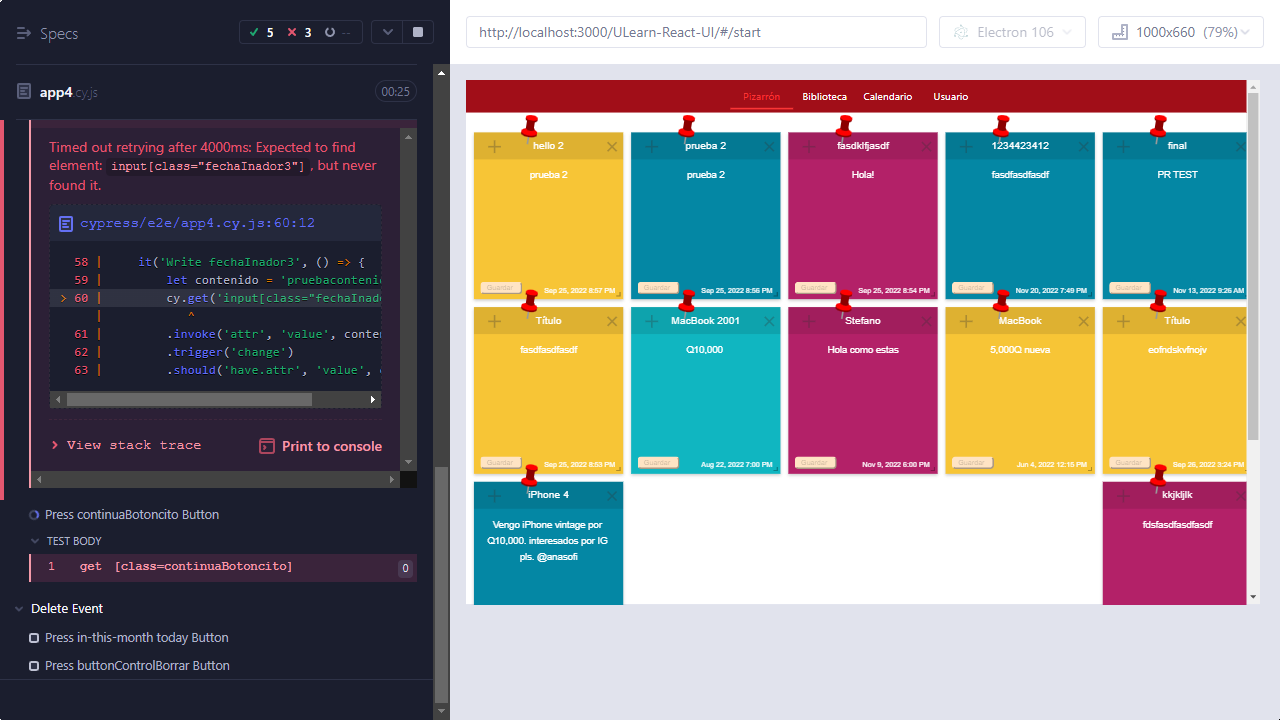 Specs
5
3
--
app4.cy.js
00:25
Timed out retrying after 4000ms: Expected to find
element: input[class="fechaInador3"], but never
found it.
cypress/e2e/app4.cy.js:60:12
58 | it('Write fechaInador3', () => {
59 | let contenido = 'pruebacontenid
> 60 | cy.get('input[class="fechaInado
| ^
61 | .invoke('attr', 'value', conten
62 | .trigger('change')
63 | .should('have.attr', 'value', c
View stack trace
Print to console
Press continuaBotoncito Button
TEST BODY
1 get [class=continuaBotoncito]
0
Delete Event
Press in-this-month today Button
Press buttonControlBorrar Button
http://localhost:3000/ULearn-React-UI/#/start
Electron 106
1000x660 (79%)
Pizarrón
Biblioteca
Calendario
Usuario
hello 2
prueba 2
Guardar
Sep 25, 2022 8:57 PM
prueba 2
prueba 2
Guardar
Sep 25, 2022 8:56 PM
fasdklfjasdf
Hola!
Guardar
Sep 25, 2022 8:54 PM
1234423412
fasdfasdfasdf
Guardar
Nov 20, 2022 7:49 PM
final
PR TEST
Guardar
Nov 13, 2022 9:26 AM
Título
fasdfasdfasdf
Guardar
Sep 25, 2022 8:53 PM
MacBook 2001
Q10,000
Guardar
Aug 22, 2022 7:00 PM
Stefano
Hola como estas
Guardar
Nov 9, 2022 6:00 PM
MacBook
5,000Q nueva
Guardar
Jun 4, 2022 12:15 PM
Título
eofndskvfnojv
Guardar
Sep 26, 2022 5:24 PM
iPhone 4
Vengo iPhone vintage por
Q10,000. interesados por IG
pls. @anasofi
kkjkljlk
fdsfasdfasdfasdf